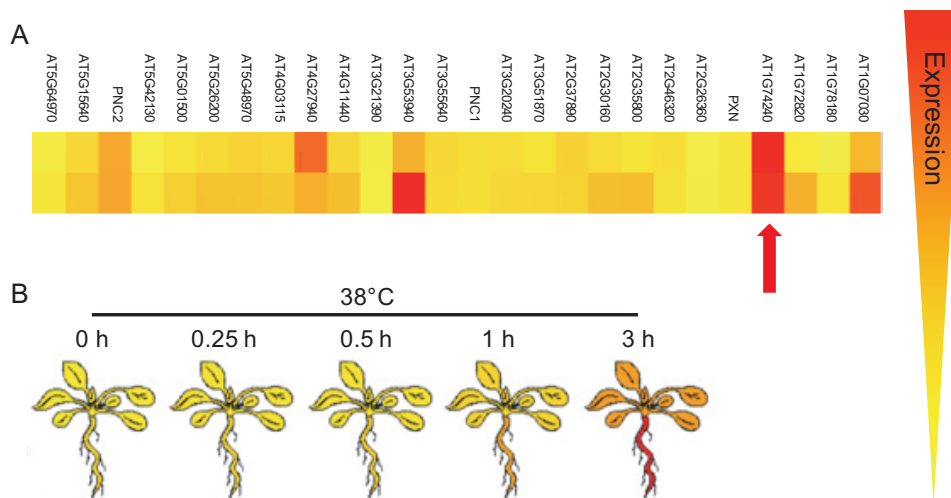 A
AT5G64970
AT5G15640
PNC2
AT5G42130
AT5G01500
AT5G26200
AT5G48970
AT4G03115
AT4G27940
AT4G11440
AT3G21390
AT3G53940
AT3G55640
PNC1
AT3G20240
AT3G51870
AT2G37890
AT2G30160
AT2G35800
AT2G46320
AT2G26360
PXN
AT1G74240
AT1G72820
AT1G78180
AT1G07030
Expression
B
38°C
0 h 0.25 h 0.5 h 1 h 3 h